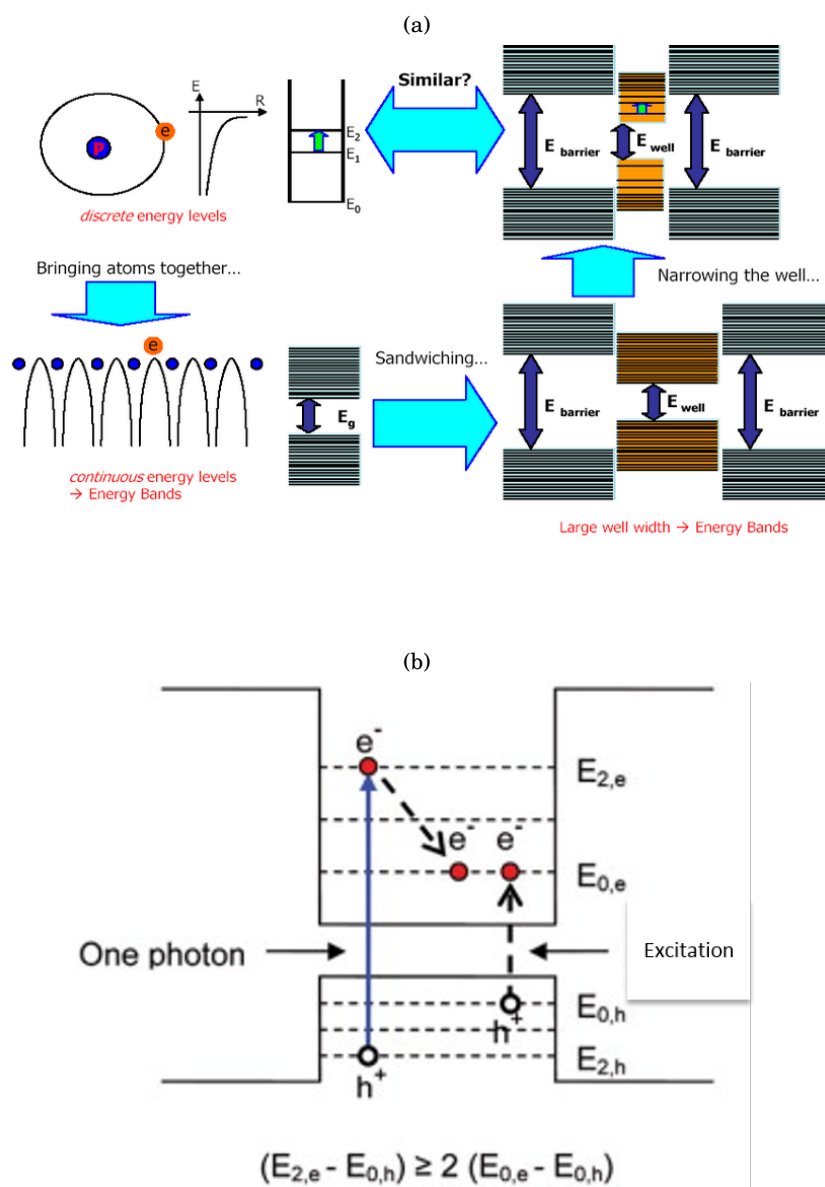 (a)
E
R
e
P
discrete energy levels
E2
E1
E0
Similar?
E barrier
E well
E barrier
Bringing atoms together...
Narrowing the well...
e
continuous energy levels
→ Energy Bands
Eg
Sandwiching...
E barrier
E well
E barrier
Large well width → Energy Bands
(b)
e⁻
E2,e
e⁻ e⁻
E0,e
One photon
Excitation
E0,h
h⁺
E2,h
h⁺
(E2,e - E0,h) ≥ 2 (E0,e - E0,h)